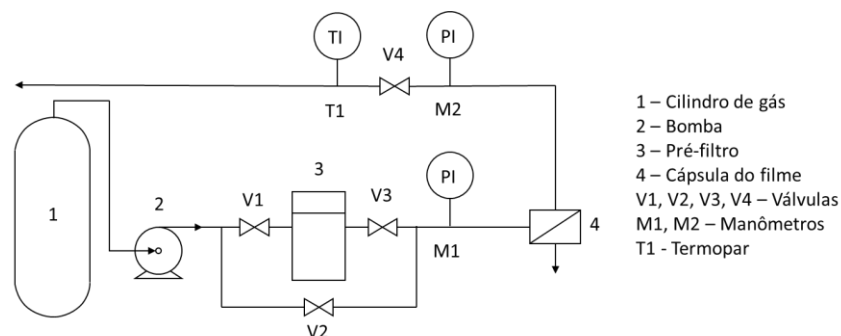 TI
V4
PI
T1
M2
1
2
V1
3
V3
PI
M1
4
V2
1 – Cilindro de gás
2 – Bomba
3 – Pré-filtro
4 – Cápsula do filme
V1, V2, V3, V4 – Válvulas
M1, M2 – Manômetros
T1 - Termopar